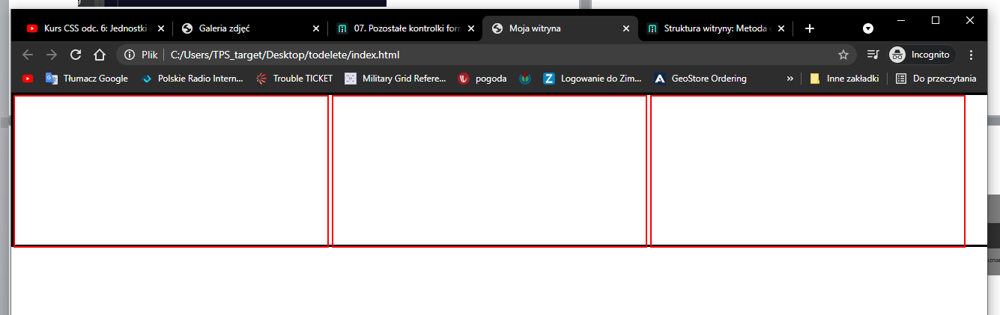 Kurs CSS odc. 6: Jednostki
Galeria zdjęć
07. Pozostałe kontrolki for
Moja witryna
Struktura witryny: Metoda
Plik
C:/Users/TPS_target/Desktop/todelete/index.html
Incognito
Tłumacz Google
Polskie Radio Intern...
Trouble TICKET
Military Grid Refere...
pogoda
Logowanie do Zim...
GeoStore Ordering
»
Inne zakładki
Do przeczytania